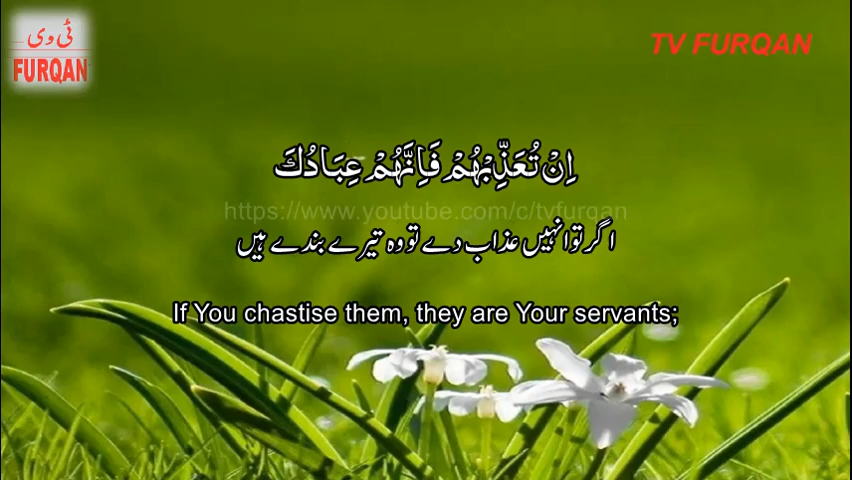 ٹی وی
FURQAN
TV FURQAN
اِنْ تُعَذِّبْهُمْ فَاِنَّهُمْ عِبَادُكَ
https://www.youtube.com/c/tvfurqan
اگر تو انہیں عذاب دے تو وہ تیرے بندے ہیں
If You chastise them, they are Your servants;